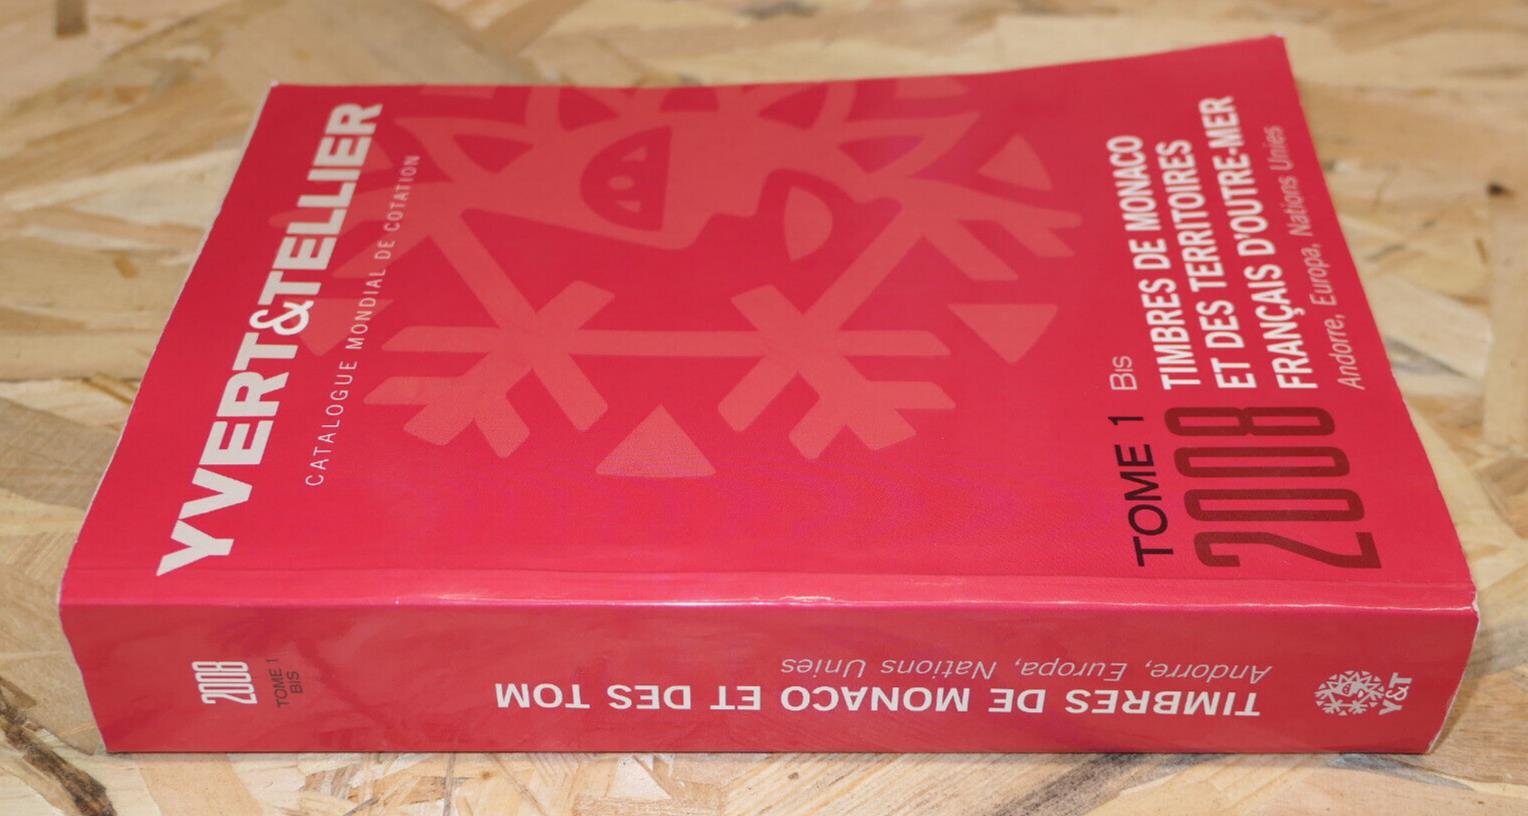 YVERT&TELLIER
CATALOGUE MONDIAL DE COTATION
TOME 1 Bis
2008
TIMBRES DE MONACO
ET DES TERRITOIRES
FRANÇAIS D'OUTRE-MER
Andorre, Europa, Nations Unies
TIMBRES DE MONACO ET DES TOM
Andorre, Europa, Nations Unies
2008
TOME 1
BIS
Y&T